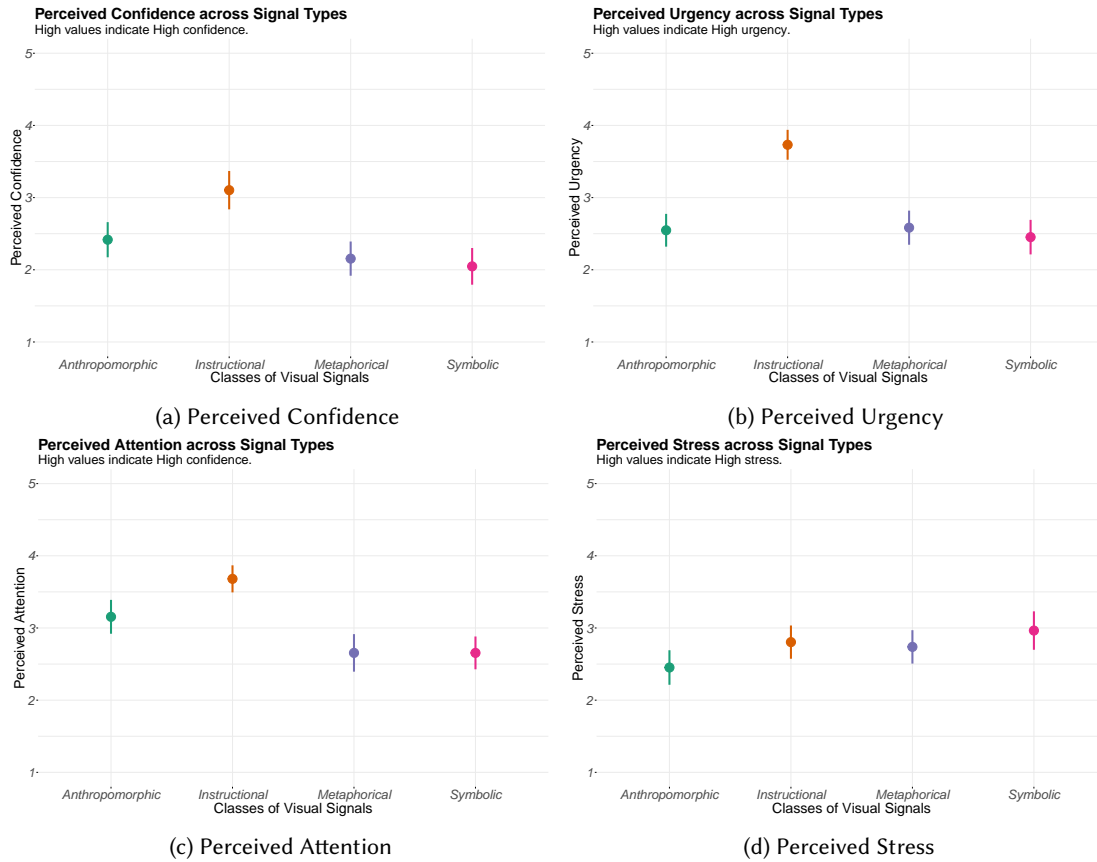 Perceived Confidence across Signal Types
High values indicate High confidence.
5
4
3
2
1
Perceived Confidence
Anthropomorphic Instructional Metaphorical Symbolic
Classes of Visual Signals
(a) Perceived Confidence
Perceived Urgency across Signal Types
High values indicate High urgency.
5
4
3
2
1
Perceived Urgency
Anthropomorphic Instructional Metaphorical Symbolic
Classes of Visual Signals
(b) Perceived Urgency
Perceived Attention across Signal Types
High values indicate High confidence.
5
4
3
2
1
Perceived Attention
Anthropomorphic Instructional Metaphorical Symbolic
Classes of Visual Signals
(c) Perceived Attention
Perceived Stress across Signal Types
High values indicate High stress.
5
4
3
2
1
Perceived Stress
Anthropomorphic Instructional Metaphorical Symbolic
Classes of Visual Signals
(d) Perceived Stress